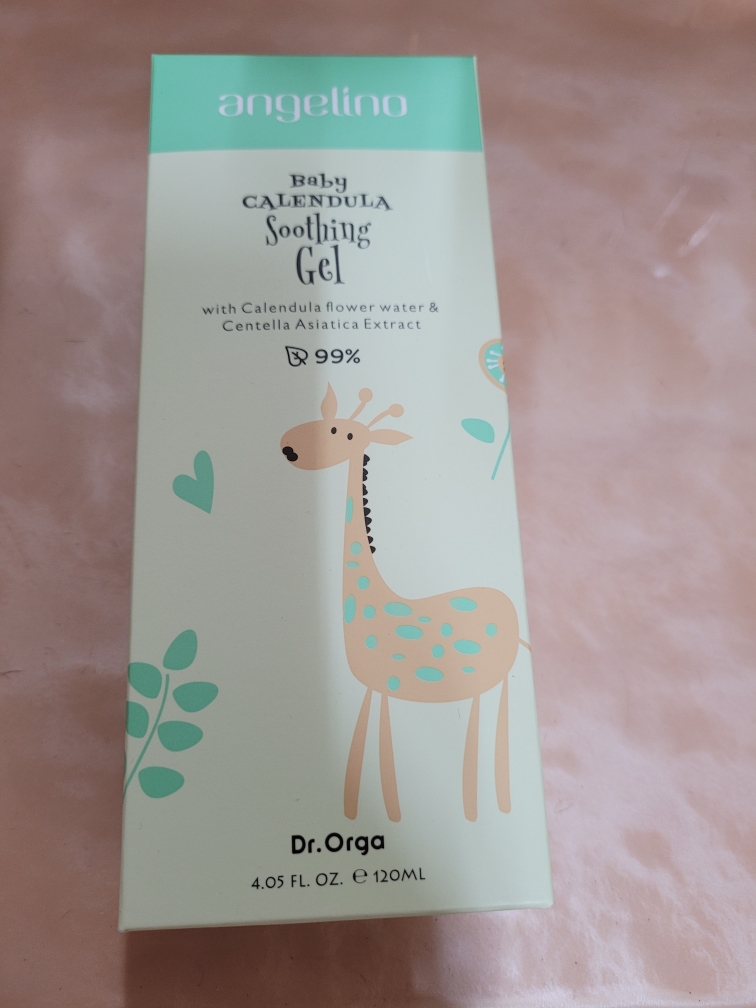 angelino
Baby
CALENDULA
Soothing
Gel
with Calendula flower water &
Centella Asiatica Extract
99%
Dr.Orga
4.05 FL. OZ. ℮ 120ML